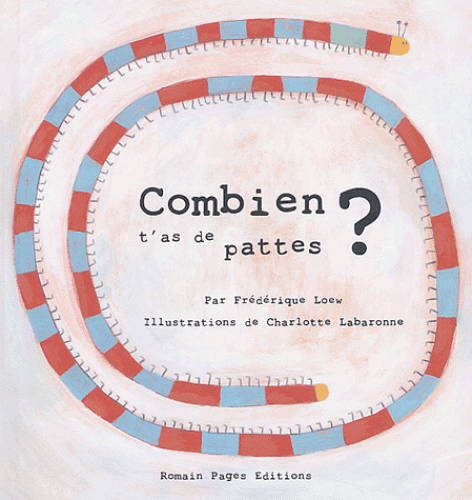 Combien
t'as de
pattes ?
Par Frédérique Loew
Illustrations de Charlotte Labaronne
Romain Pages Editions